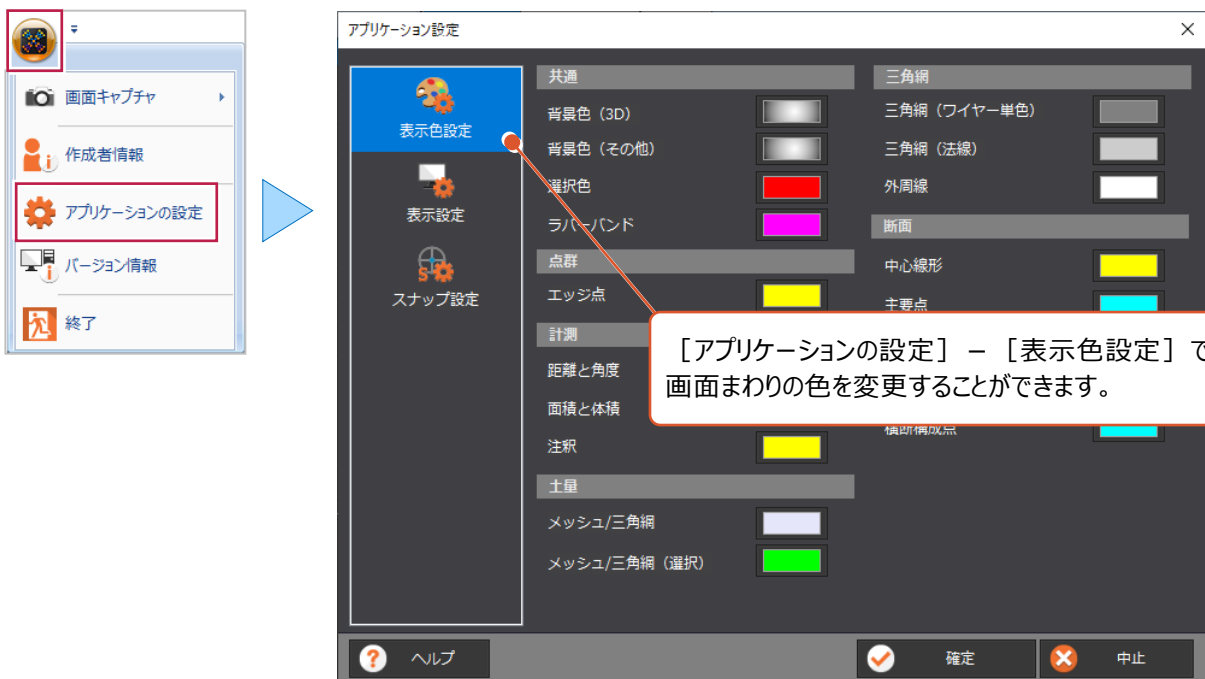 画面キャプチャ
作成者情報
アプリケーションの設定
バージョン情報
終了
アプリケーション設定
表示色設定
表示設定
スナップ設定
共通
背景色（3D）
背景色（その他）
選択色
ラバーバンド
点群
エッジ点
計測
距離と角度
面積と体積
注釈
土量
メッシュ/三角網
メッシュ/三角網（選択）
三角網
三角網（ワイヤー単色）
三角網（法線）
外周線
断面
中心線形
主要点
横断構成点
［アプリケーションの設定］－［表示色設定］で
画面まわりの色を変更することができます。
ヘルプ
確定
中止